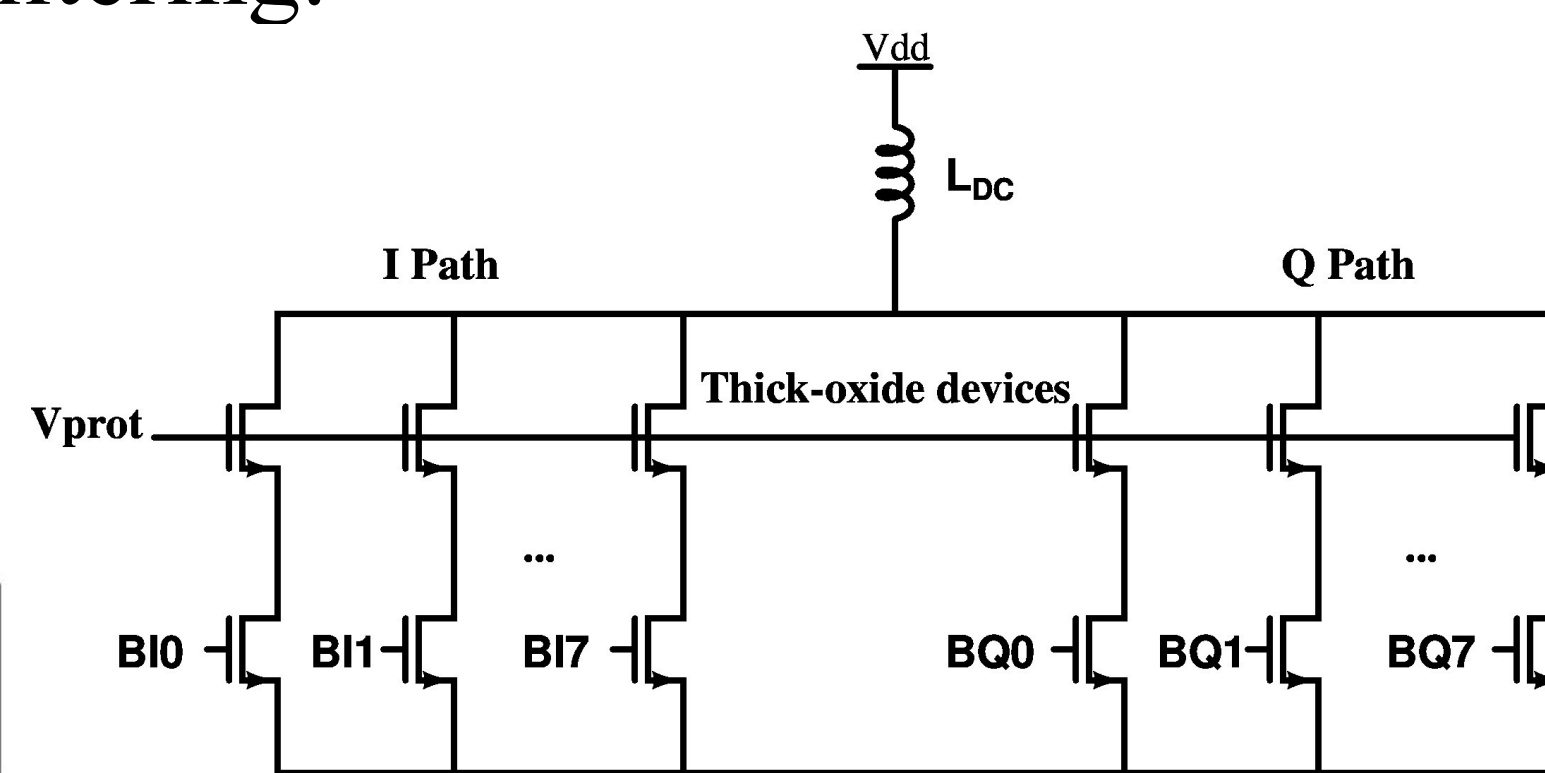 Vdd
L_DC
I Path
Q Path
Thick-oxide devices
Vprot
...
...
BI0
BI1
BI7
BQ0
BQ1
BQ7